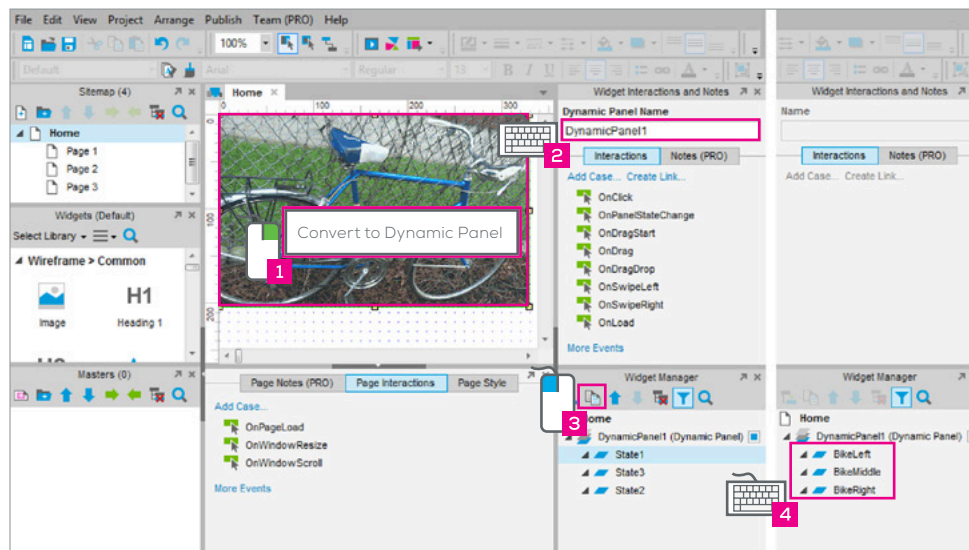 File Edit View Project Arrange Publish Team (PRO) Help
100%
Default Arial Regular 13 B I U
Sitemap (4)
Home
Page 1
Page 2
Page 3
Widgets (Default)
Select Library
Wireframe > Common
H1
Image Heading 1
Masters (0)
Home
0 100 200 300
0
100
200
Convert to Dynamic Panel
1
Page Notes (PRO) Page Interactions Page Style
Add Case...
OnPageLoad
OnWindowResize
OnWindowScroll
More Events
Widget Interactions and Notes
Dynamic Panel Name
DynamicPanel1
2
Interactions Notes (PRO)
Add Case... Create Link...
OnClick
OnPanelStateChange
OnDragStart
OnDrag
OnDragDrop
OnSwipeLeft
OnSwipeRight
OnLoad
More Events
Widget Manager
3
DynamicPanel1 (Dynamic Panel)
State1
State3
State2
Widget Interactions and Notes
Name
Interactions Notes (PRO)
Add Case... Create Link...
Widget Manager
Home
DynamicPanel1 (Dynamic Panel)
BikeLeft
BikeMiddle
BikeRight
4